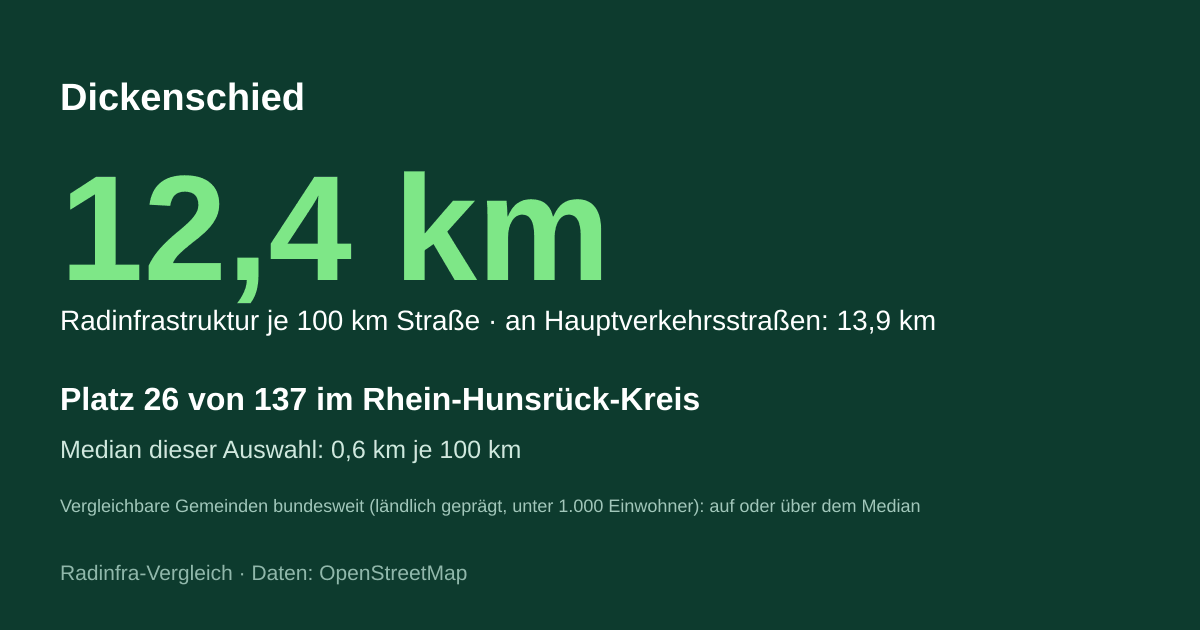 Dickenschied
12,4 km
Radinfrastruktur je 100 km Straße · an Hauptverkehrsstraßen: 13,9 km
Platz 26 von 137 im Rhein-Hunsrück-Kreis
Median dieser Auswahl: 0,6 km je 100 km
Vergleichbare Gemeinden bundesweit (ländlich geprägt, unter 1.000 Einwohner): auf oder über dem Median
Radinfra-Vergleich · Daten: OpenStreetMap